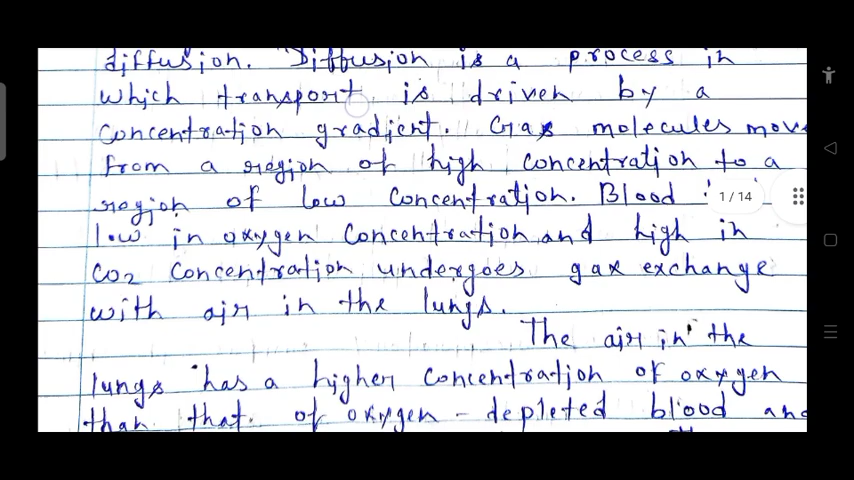 diffusion. Diffusion is a process in
which transport is driven by a
concentration gradient. Gas molecules move
from a region of high concentration to a
region of low concentration. Blood
1 / 14
low in oxygen concentration and high in
CO2 concentration undergoes gas exchange
with air in the lungs.
The air in the
lungs has a higher concentration of oxygen
than that of oxygen-depleted blood and